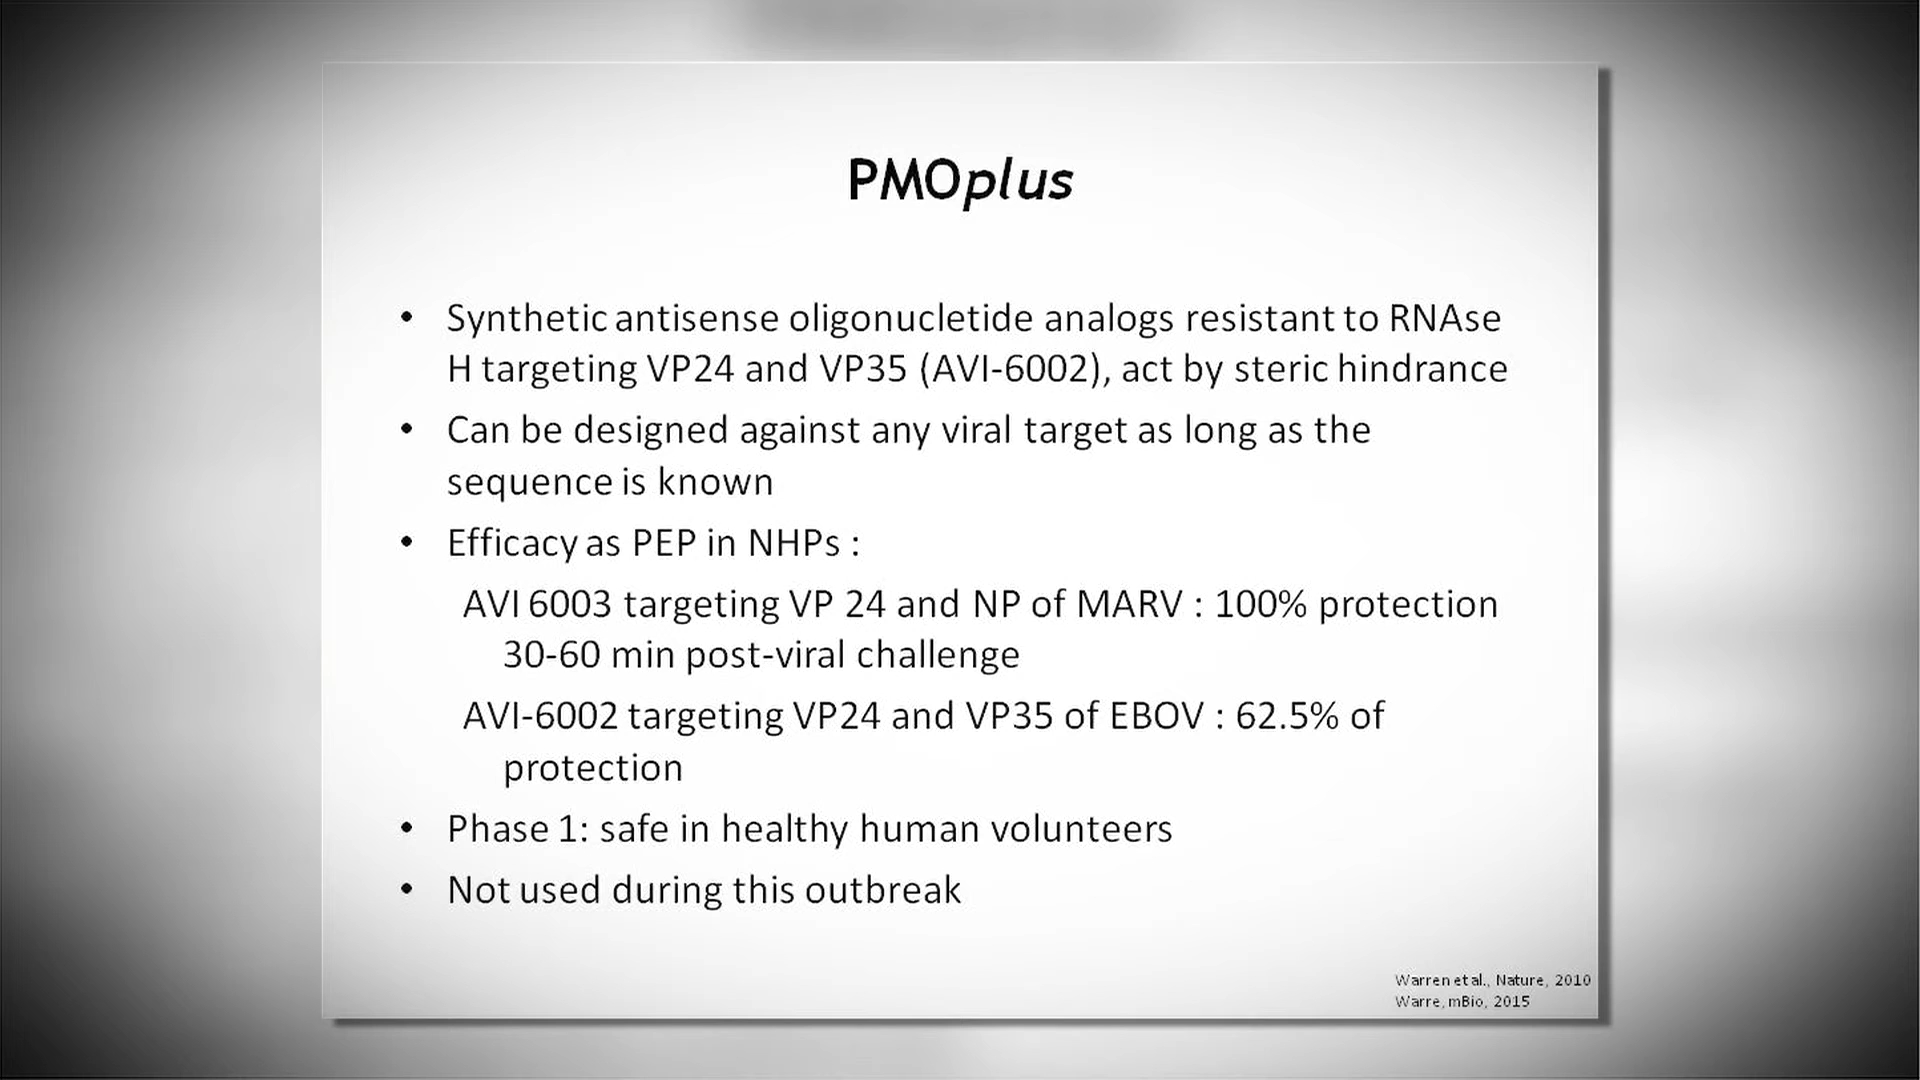 PMOplus
• Synthetic antisense oligonucletide analogs resistant to RNAse
H targeting VP24 and VP35 (AVI-6002), act by steric hindrance
• Can be designed against any viral target as long as the
sequence is known
• Efficacy as PEP in NHPs :
AVI 6003 targeting VP 24 and NP of MARV : 100% protection
30-60 min post-viral challenge
AVI-6002 targeting VP24 and VP35 of EBOV : 62.5% of
protection
• Phase 1: safe in healthy human volunteers
• Not used during this outbreak
Warren et al., Nature, 2010
Warre, mBio, 2015